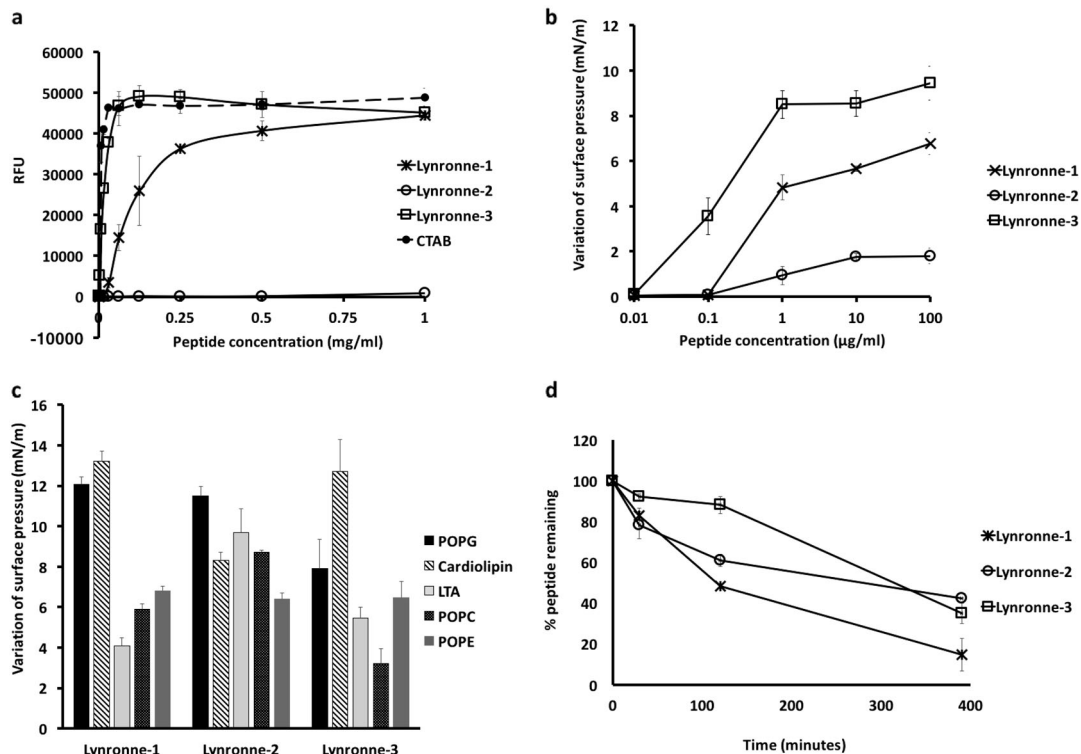 a
60000
50000
40000
30000
20000
10000
0
-10000
RFU
0 0.25 0.5 0.75 1
Peptide concentration (mg/ml)
Lynronne-1
Lynronne-2
Lynronne-3
CTAB
b
12
10
8
6
4
2
0
Variation of surface pressure (mN/m)
0.01 0.1 1 10 100
Peptide concentration (µg/ml)
Lynronne-1
Lynronne-2
Lynronne-3
c
16
14
12
10
8
6
4
2
0
Variation of surface pressure (mN/m)
Lynronne-1 Lynronne-2 Lynronne-3
POPG
Cardiolipin
LTA
POPC
POPE
d
120
100
80
60
40
20
0
% peptide remaining
0 100 200 300 400
Time (minutes)
Lynronne-1
Lynronne-2
Lynronne-3